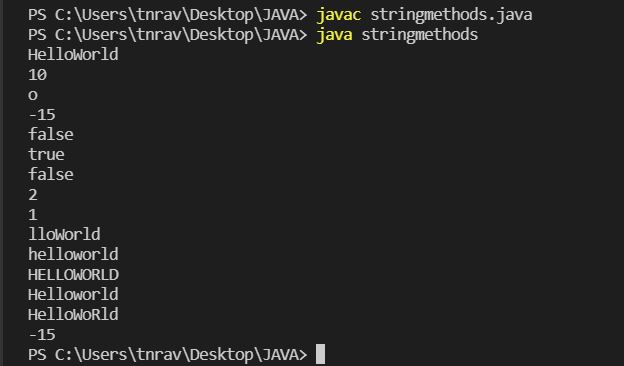 PS C:\Users\tnrav\Desktop\JAVA> javac stringmethods.java
PS C:\Users\tnrav\Desktop\JAVA> java stringmethods
HelloWorld
10
o
-15
false
true
false
2
1
lloWorld
helloworld
HELLOWORLD
Helloworld
HelloWoRld
-15
PS C:\Users\tnrav\Desktop\JAVA>